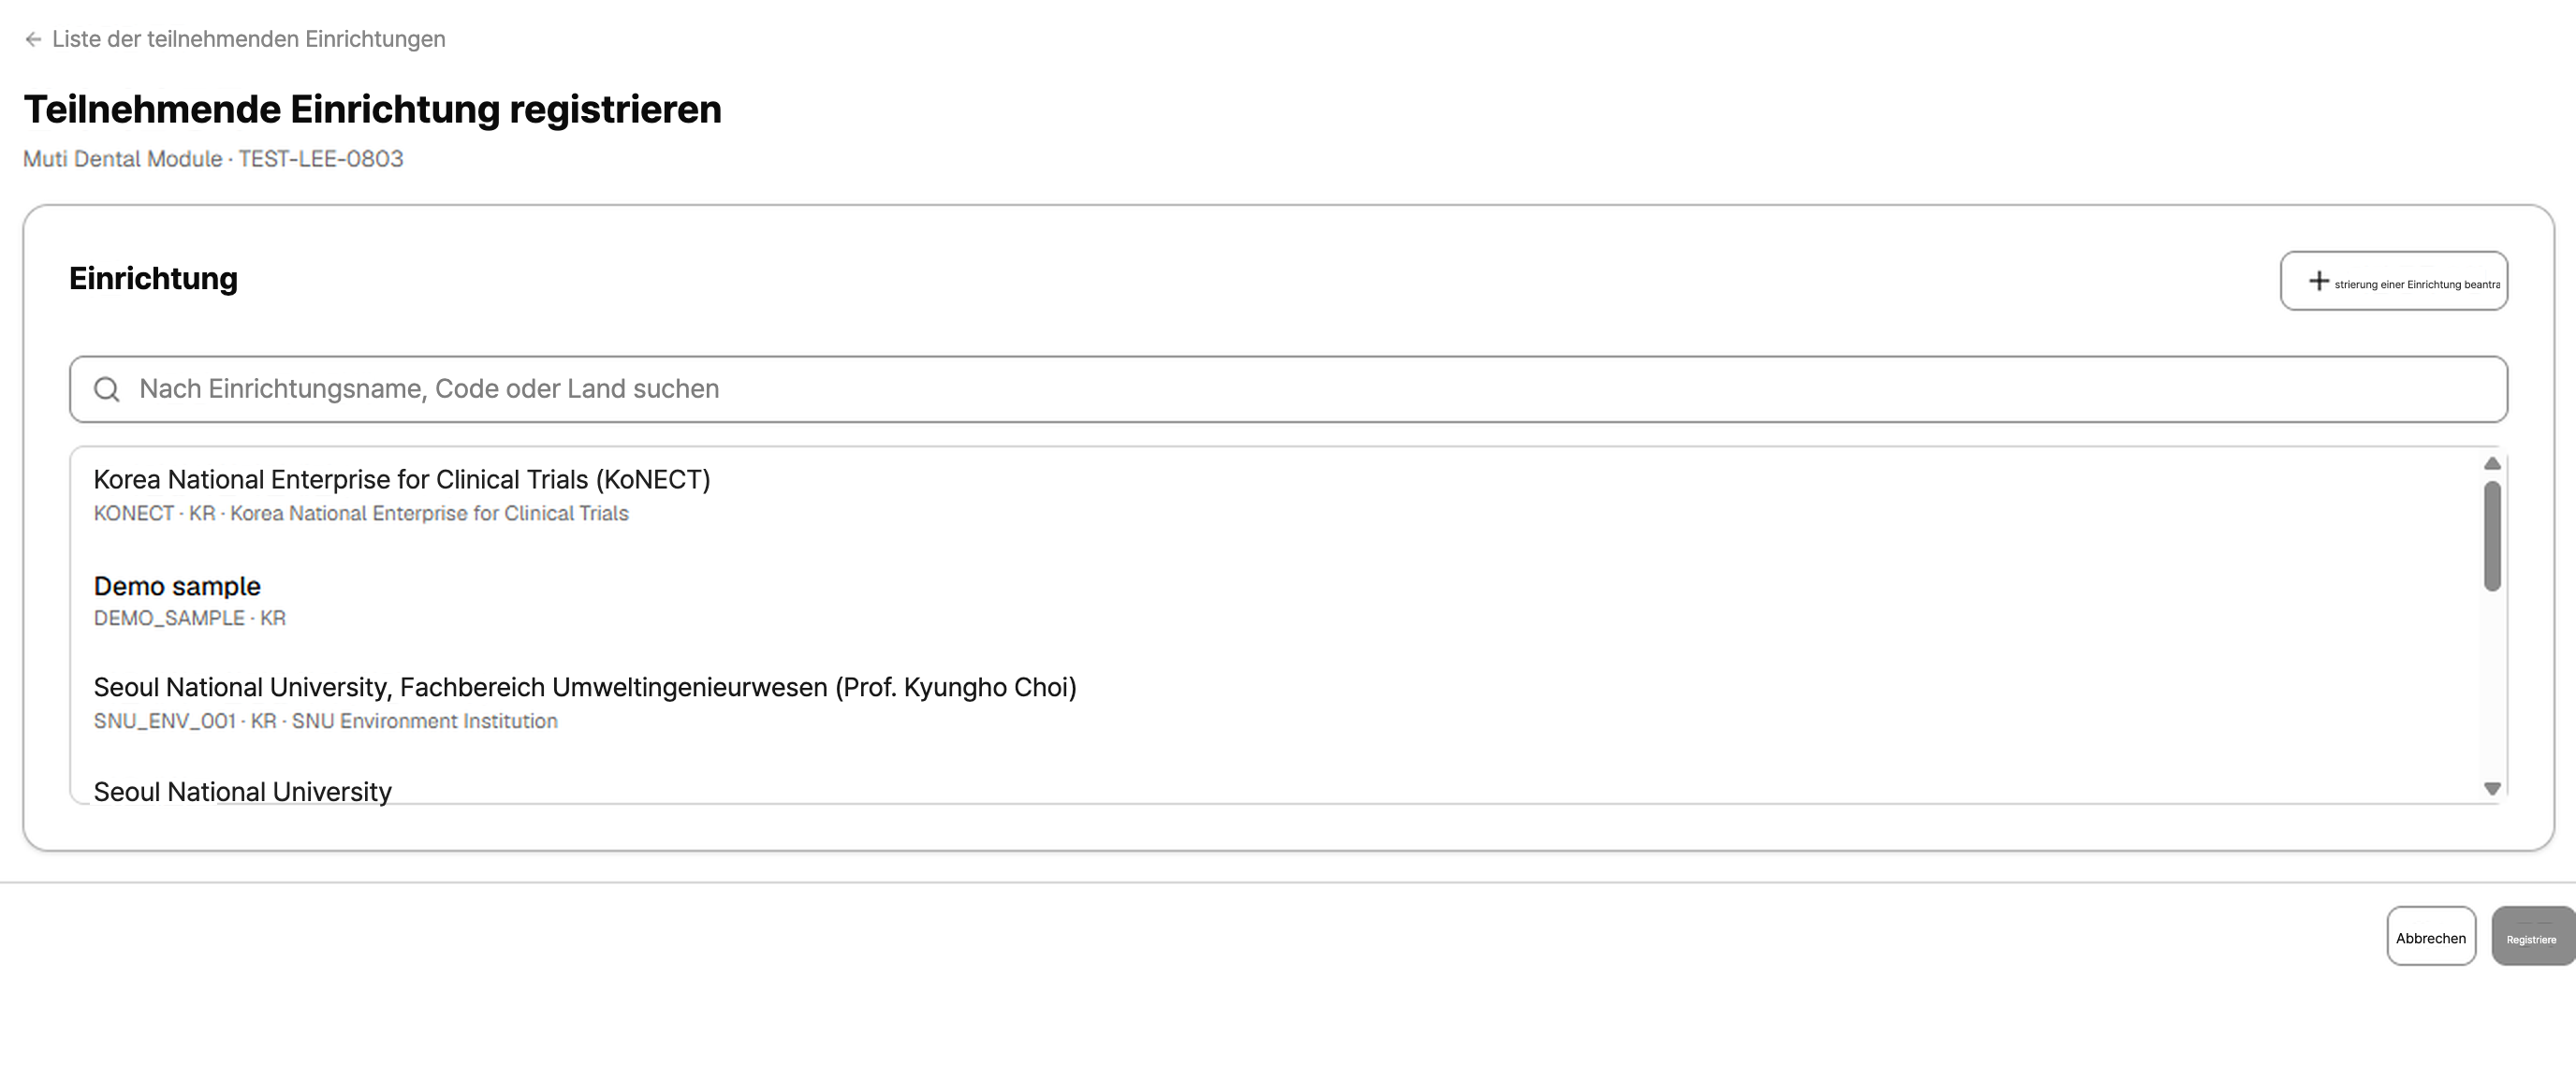 ← Liste der teilnehmenden Einrichtungen
Teilnehmende Einrichtung registrieren
Muti Dental Module · TEST-LEE-0803
Einrichtung
+ strierung einer Einrichtung beantra
Nach Einrichtungsname, Code oder Land suchen
Korea National Enterprise for Clinical Trials (KoNECT)
KONECT · KR · Korea National Enterprise for Clinical Trials
Demo sample
DEMO_SAMPLE · KR
Seoul National University, Fachbereich Umweltingenieurwesen (Prof. Kyungho Choi)
SNU_ENV_001 · KR · SNU Environment Institution
Seoul National University
Abbrechen
Registriere